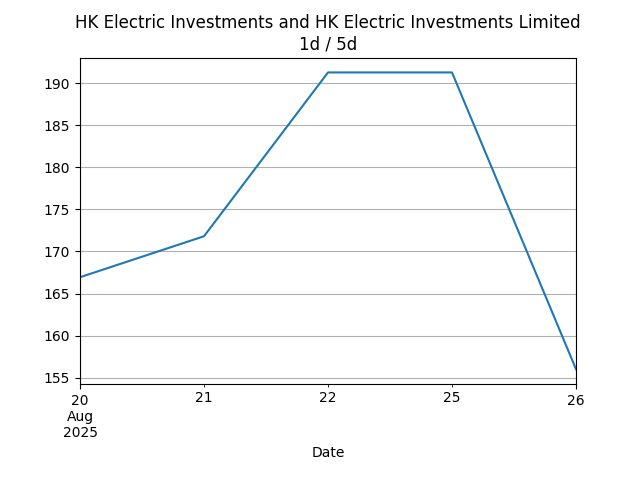 HK Electric Investments and HK Electric Investments Limited
1d / 5d
190
185
180
175
170
165
160
155
20 21 22 25 26
Aug
2025
Date